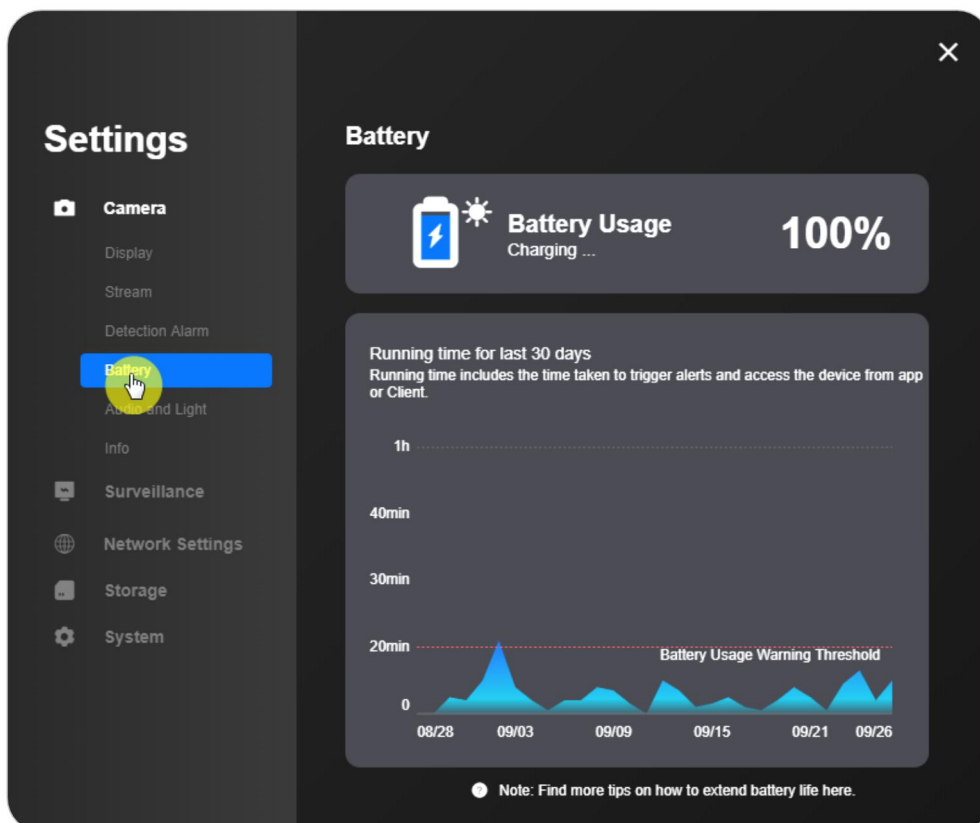 Settings
Camera
Display
Stream
Detection Alarm
Battery
Audio and Light
Info
Surveillance
Network Settings
Storage
System
Battery
Battery Usage
Charging ...
100%
Running time for last 30 days
Running time includes the time taken to trigger alerts and access the device from app
or Client.
1h
40min
30min
20min
Battery Usage Warning Threshold
0
08/28 09/03 09/09 09/15 09/21 09/26
? Note: Find more tips on how to extend battery life here.